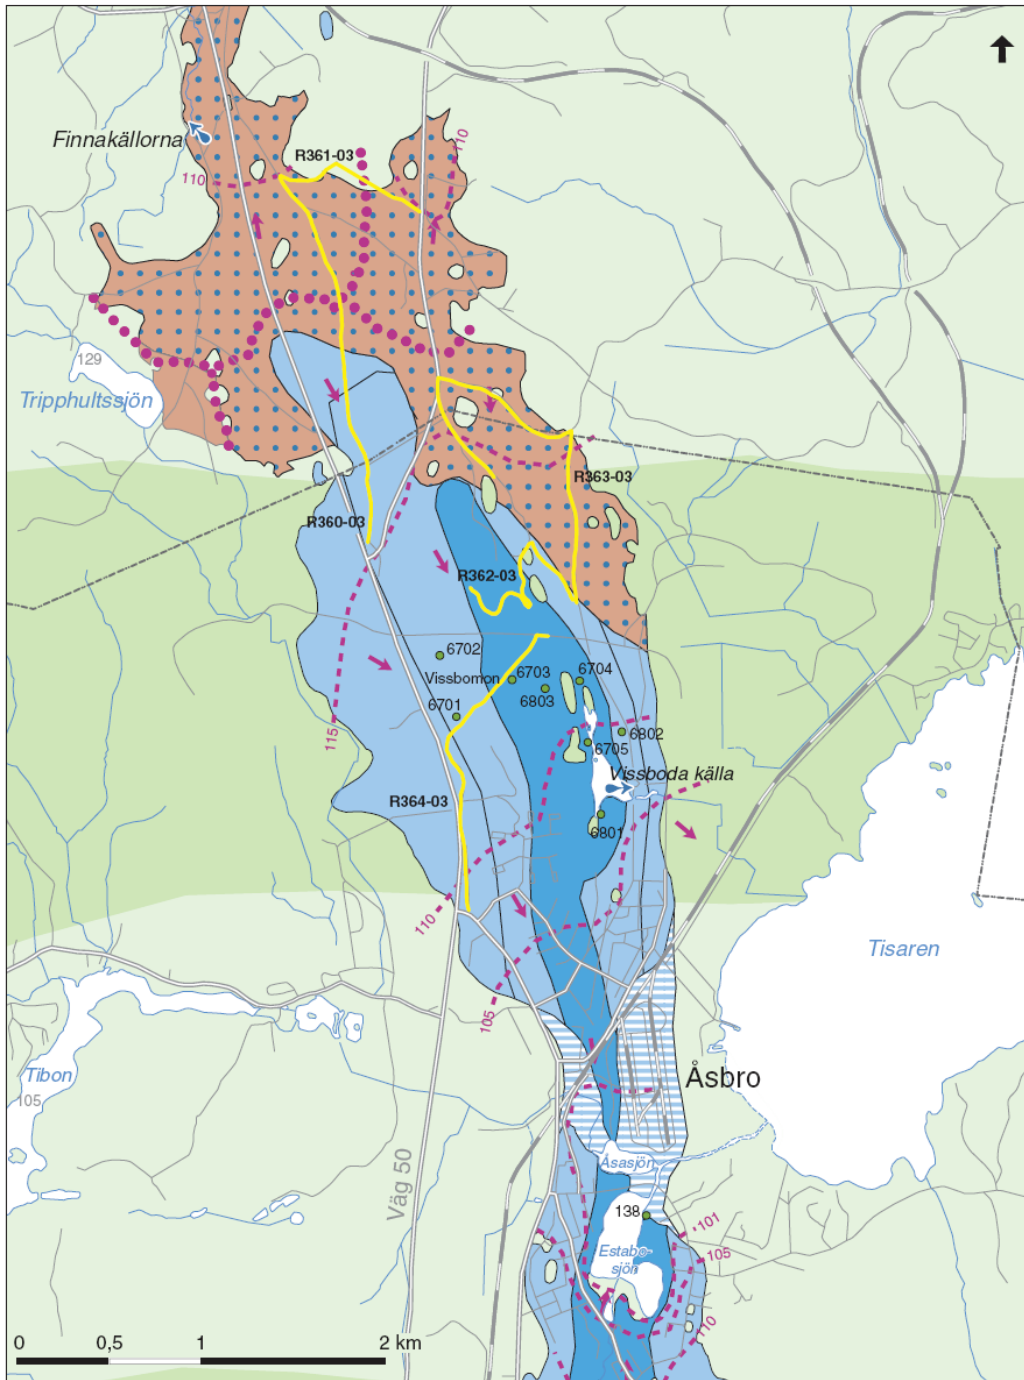 Finnakällorna
R361-03
110
110
129
Tripphultssjön
R363-03
R360-03
R362-03
6702
Vissbomon
6703
6704
6803
6701
115
6802
6705
Vissboda källa
R364-03
6801
110
Tisaren
105
Tibon
105
Åsbro
Åsasjön
Väg 50
138
101
Estabo-
sjön
105
110
0
0,5
1
2 km